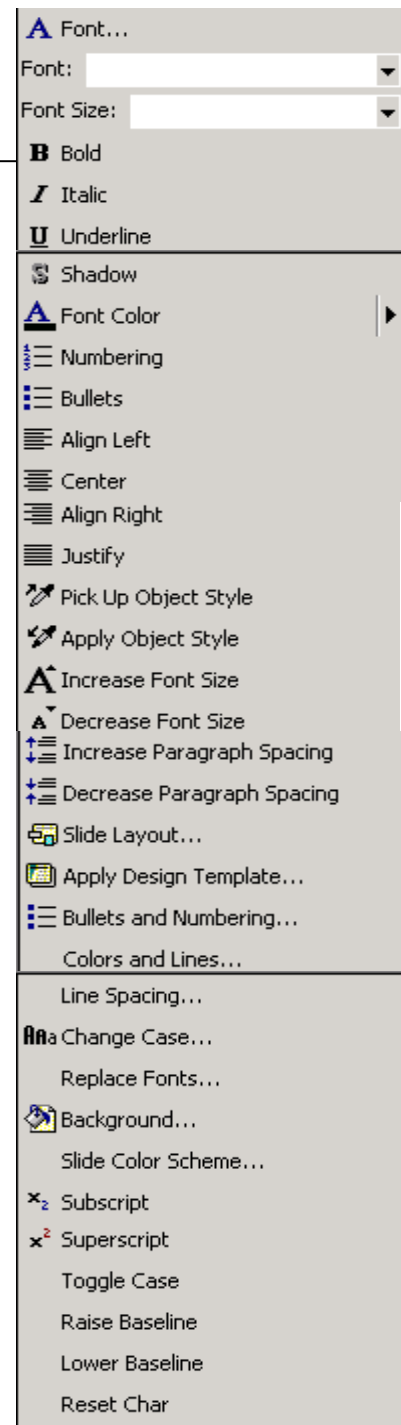 A Font...
Font:
Font Size:
B Bold
I Italic
U Underline
S Shadow
A Font Color
Numbering
Bullets
Align Left
Center
Align Right
Justify
Pick Up Object Style
Apply Object Style
A Increase Font Size
A Decrease Font Size
Increase Paragraph Spacing
Decrease Paragraph Spacing
Slide Layout...
Apply Design Template...
Bullets and Numbering...
Colors and Lines...
Line Spacing...
AAa Change Case...
Replace Fonts...
Background...
Slide Color Scheme...
x₂ Subscript
x² Superscript
Toggle Case
Raise Baseline
Lower Baseline
Reset Char